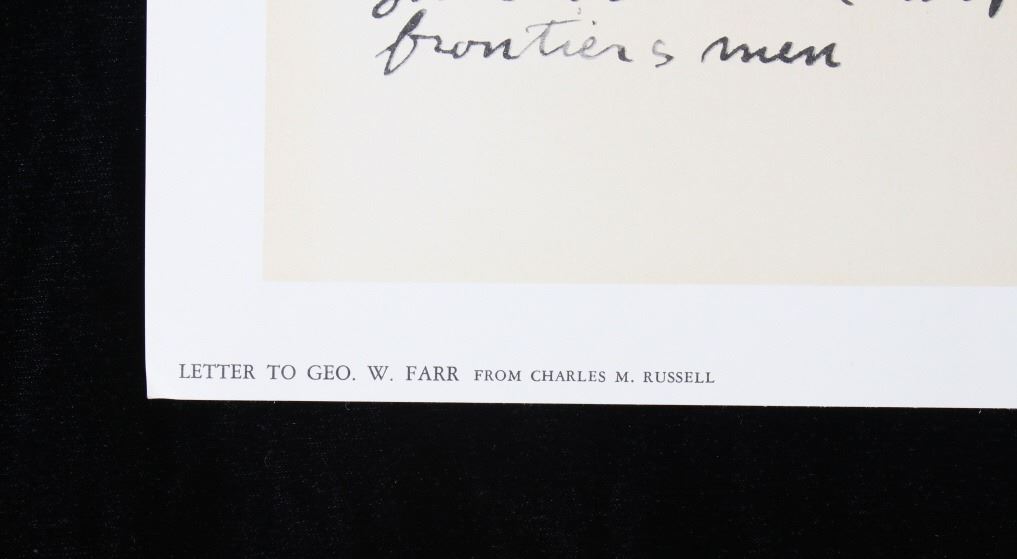 frontiers men
LETTER TO GEO. W. FARR FROM CHARLES M. RUSSELL